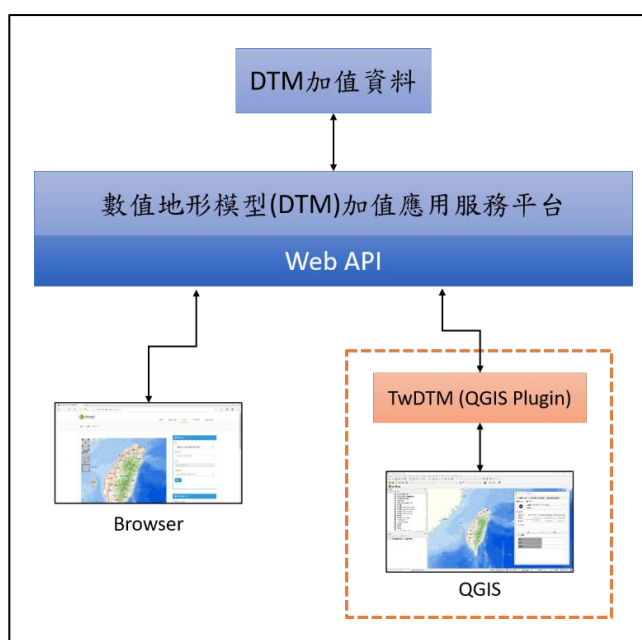 DTM加值資料
數值地形模型(DTM)加值應用服務平台
Web API
TwDTM (QGIS Plugin)
Browser
QGIS